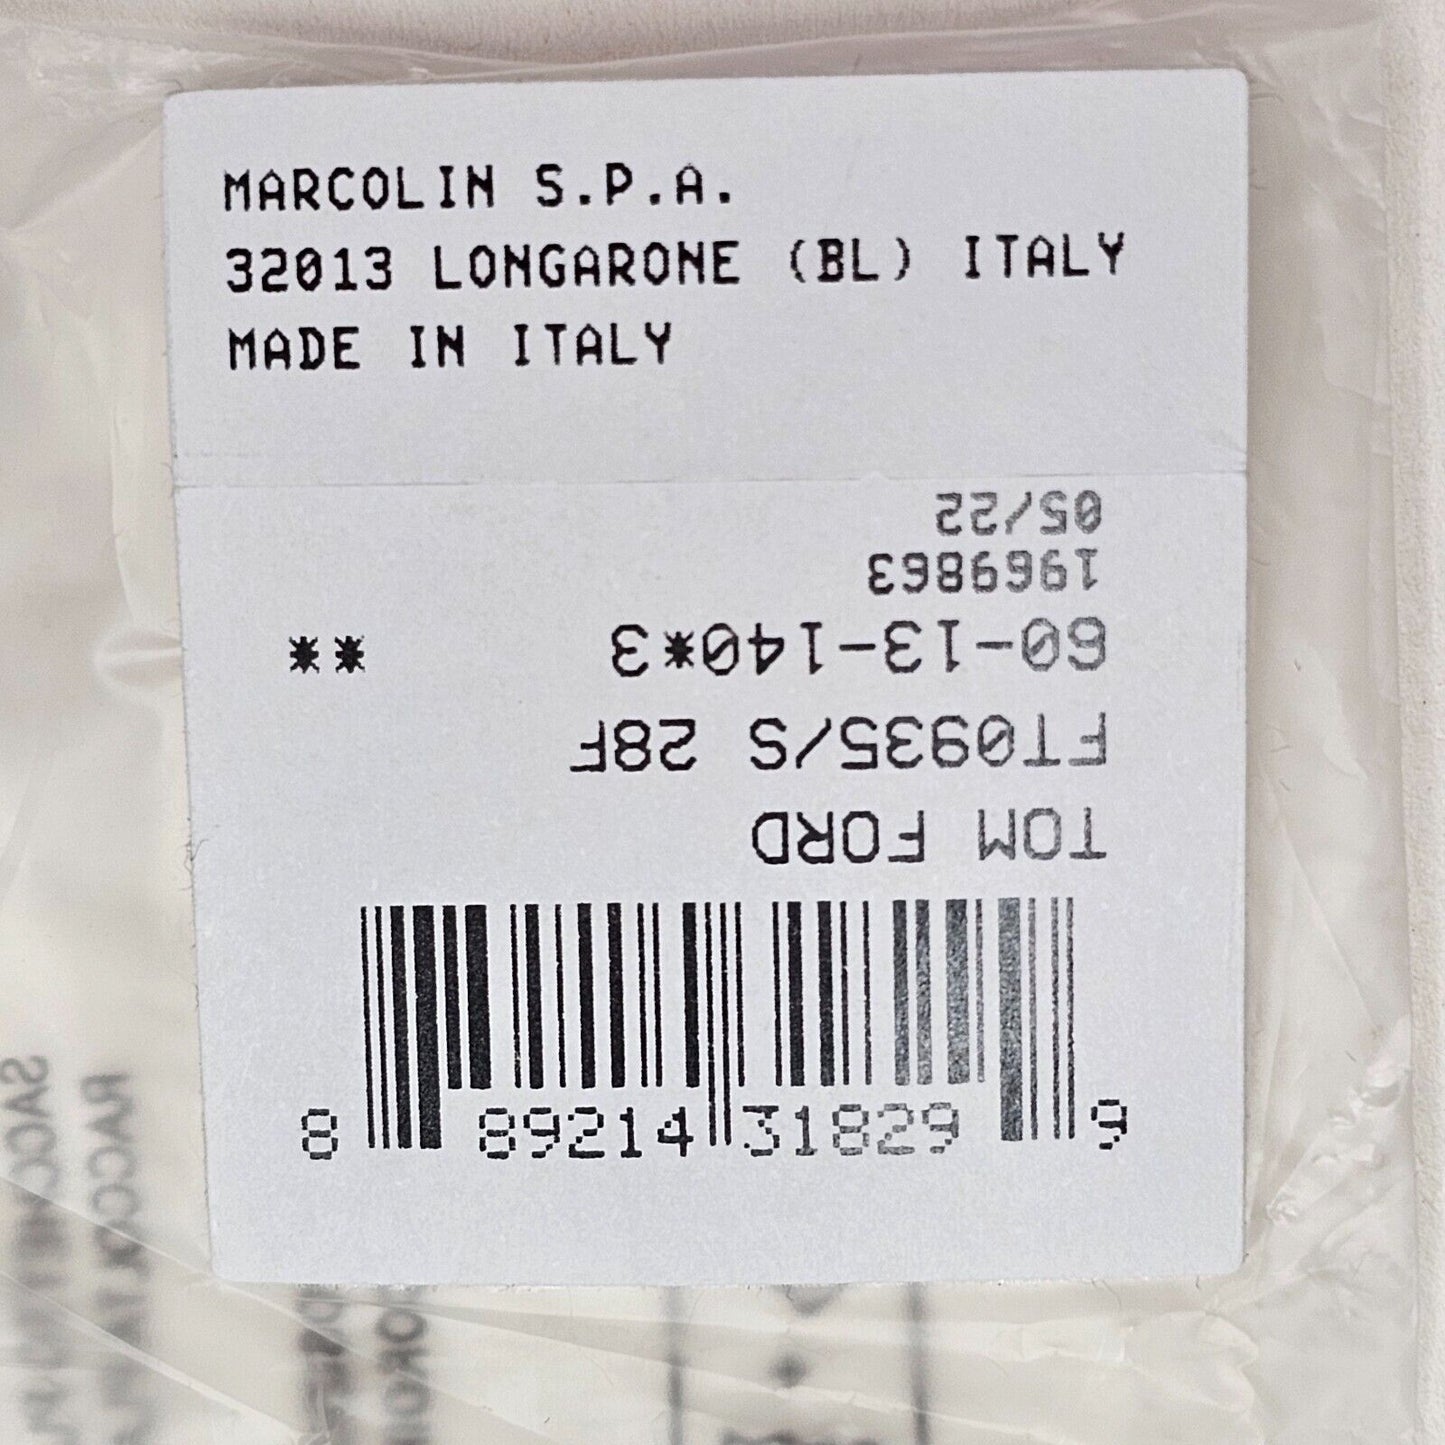 MARCOLIN S.P.A.
32013 LONGARONE (BL) ITALY
MADE IN ITALY
TOM FORD
FT0935/S 28F
60-13-140*3 **
1969863
05/22
8 89214 31829 9